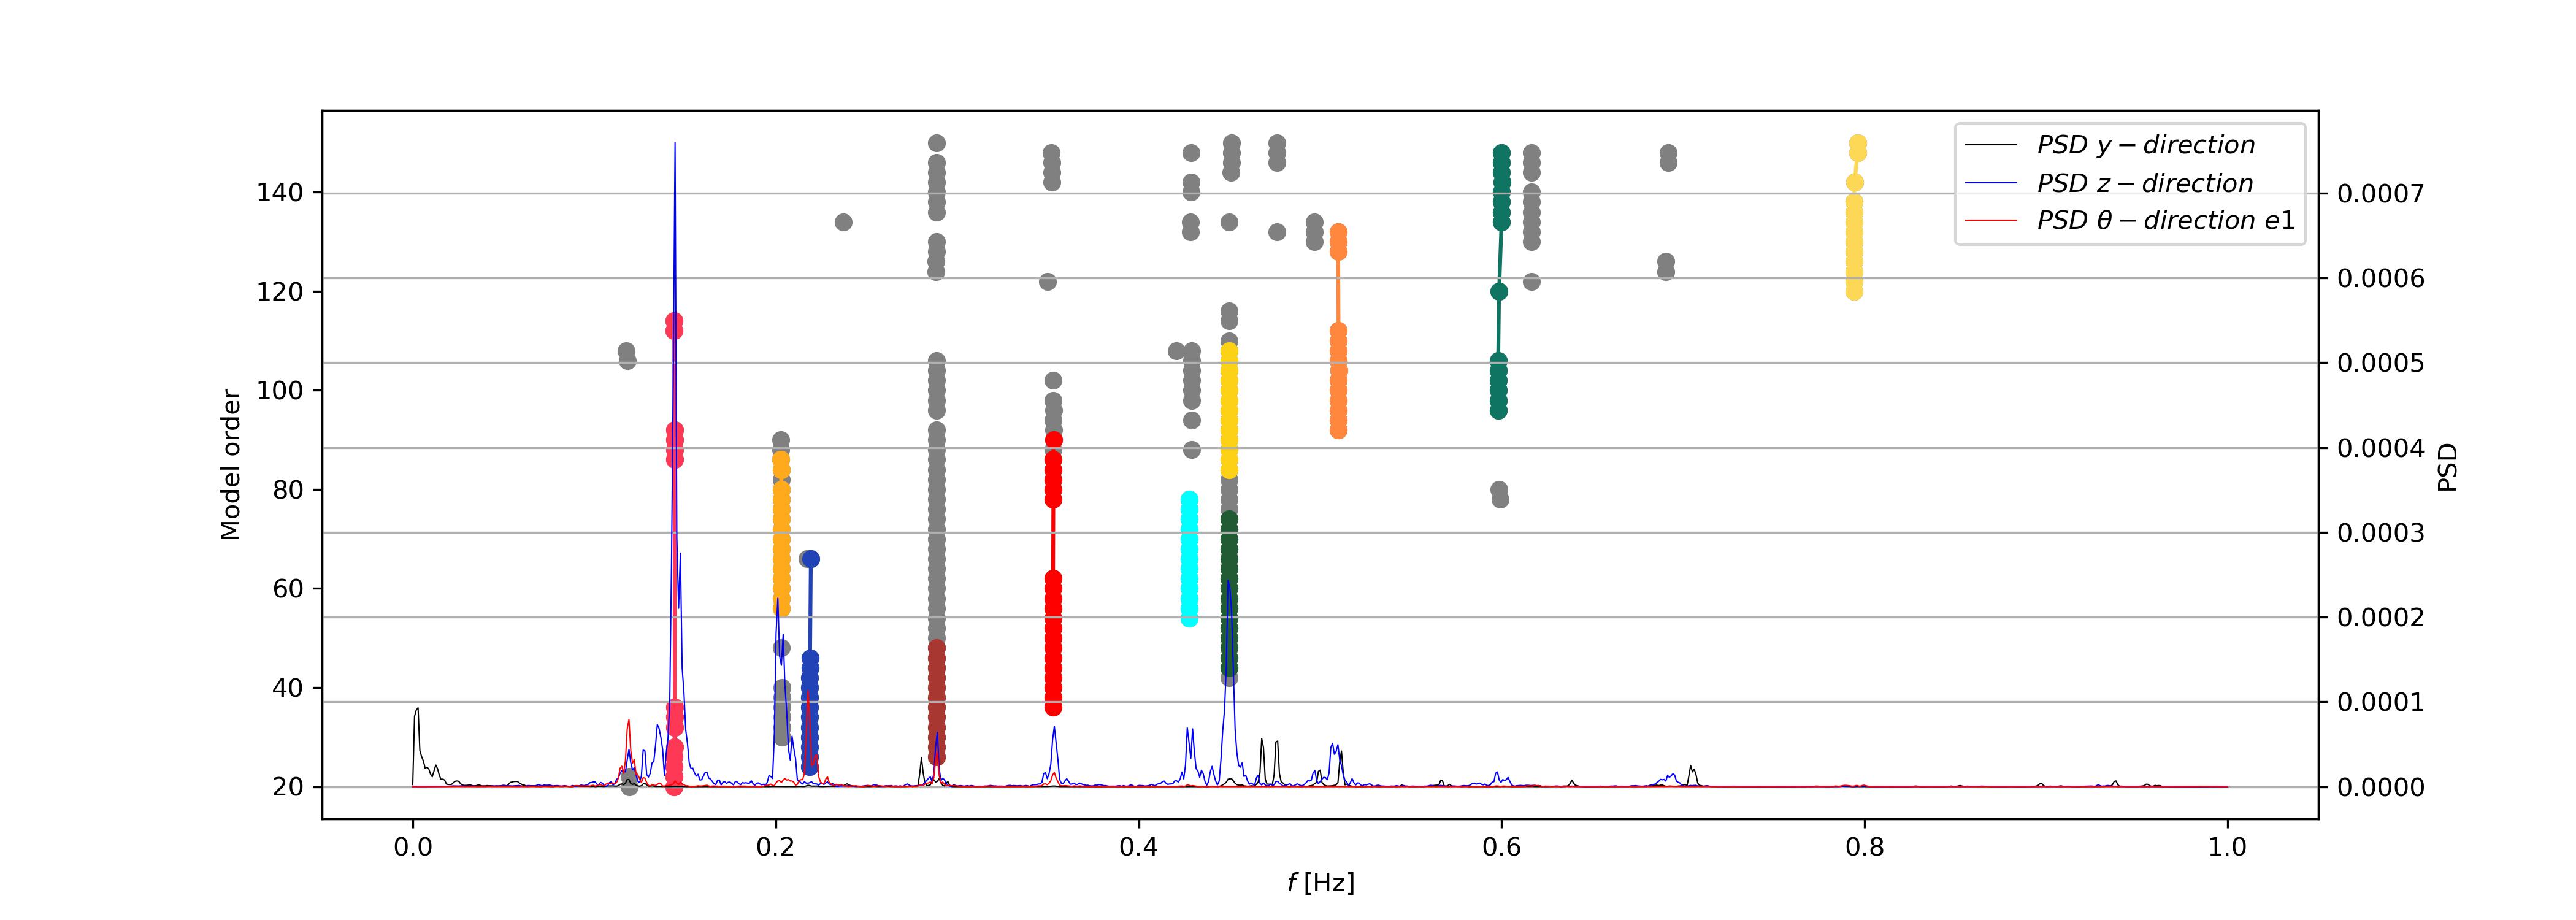 PSD y − direction
PSD z − direction
PSD θ − direction e1
140
120
100
80
60
40
20
Model order
0.0007
0.0006
0.0005
0.0004
0.0003
0.0002
0.0001
0.0000
PSD
0.0 0.2 0.4 0.6 0.8 1.0
f [Hz]